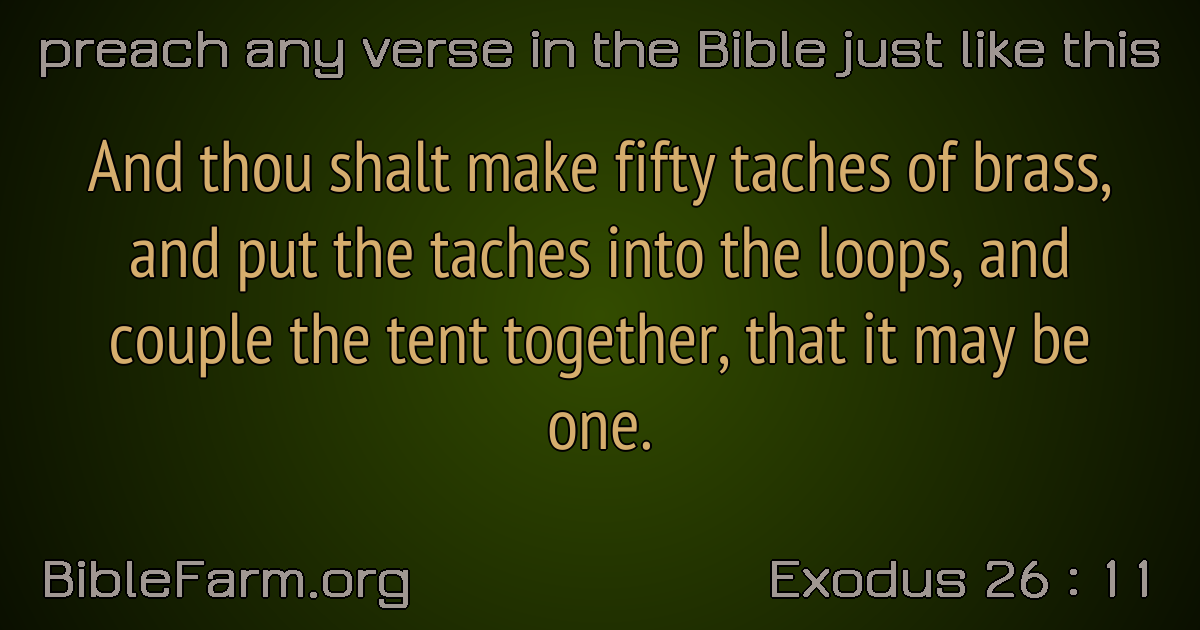 preach any verse in the Bible just like this
And thou shalt make fifty taches of brass,
and put the taches into the loops, and
couple the tent together, that it may be
one.
BibleFarm.org
Exodus 26 : 11